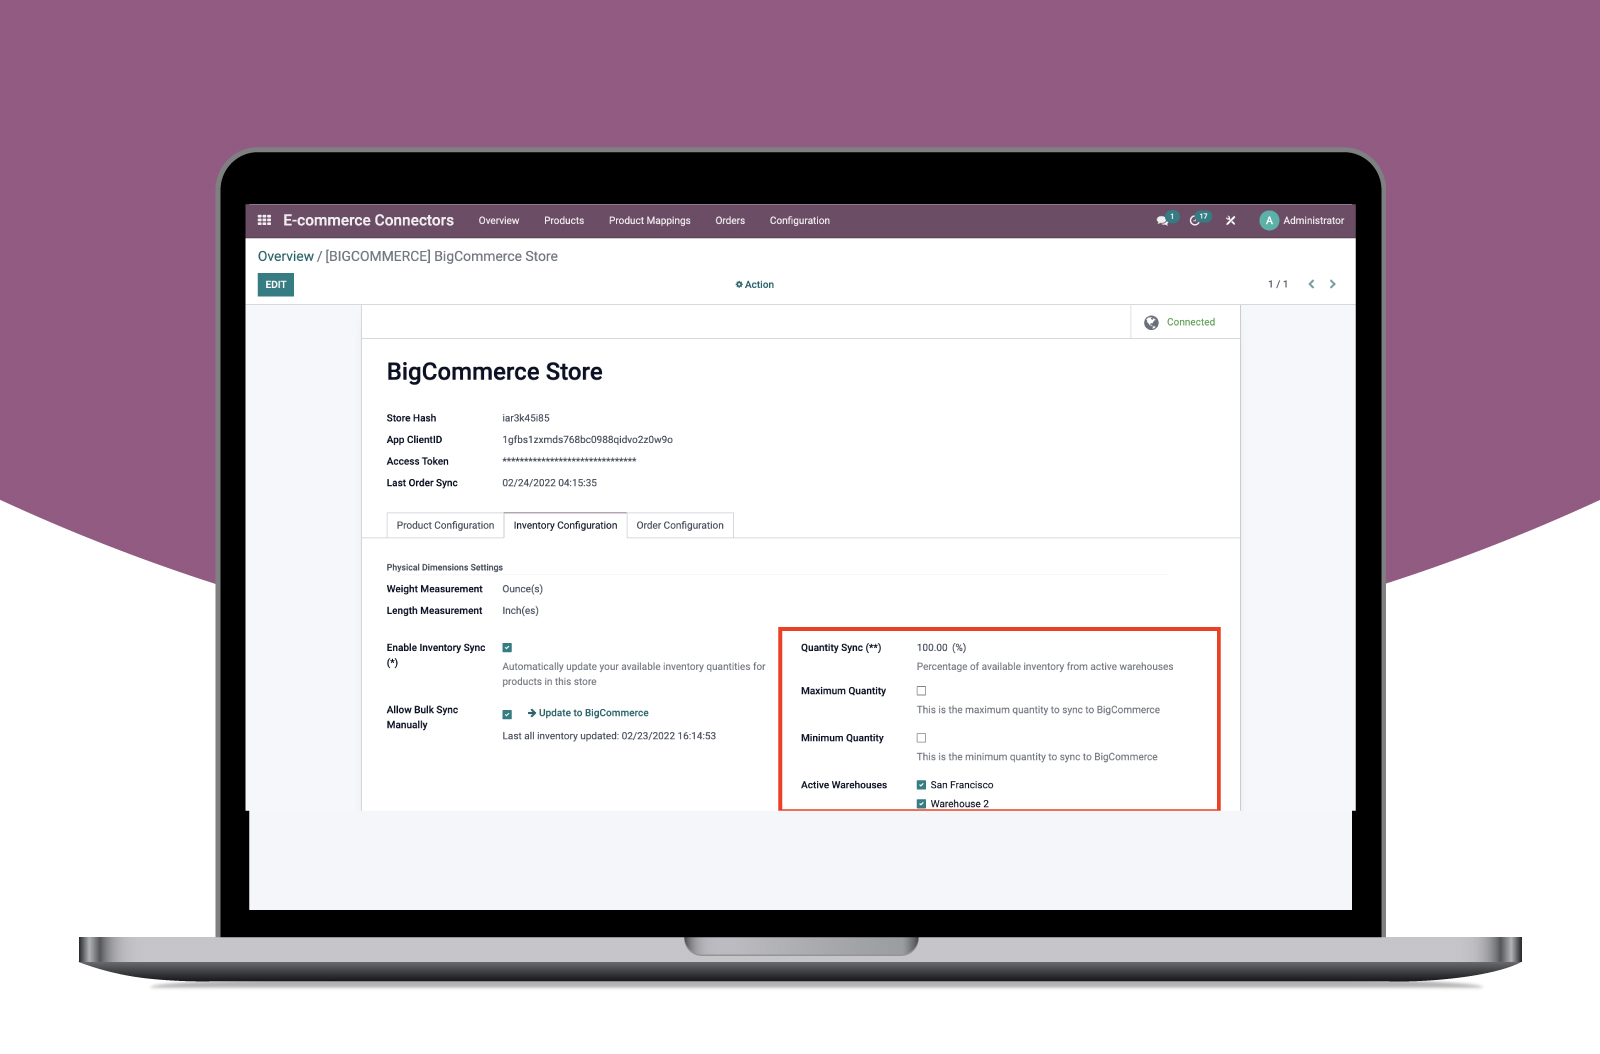 E-commerce Connectors Overview Products Product Mappings Orders Configuration 1 17 A Administrator
Overview / [BIGCOMMERCE] BigCommerce Store
EDIT Action 1 / 1
Connected
BigCommerce Store
Store Hash iar3k45i85
App ClientID 1gfbs1zxmds768bc0988qidvo2z0w9o
Access Token *******************************
Last Order Sync 02/24/2022 04:15:35
Product Configuration Inventory Configuration Order Configuration
Physical Dimensions Settings
Weight Measurement Ounce(s)
Length Measurement Inch(es)
Enable Inventory Sync
(*)
Automatically update your available inventory quantities for
products in this store
Allow Bulk Sync
Manually
Update to BigCommerce
Last all inventory updated: 02/23/2022 16:14:53
Quantity Sync (**) 100.00 (%)
Percentage of available inventory from active warehouses
Maximum Quantity
This is the maximum quantity to sync to BigCommerce
Minimum Quantity
This is the minimum quantity to sync to BigCommerce
Active Warehouses San Francisco
Warehouse 2